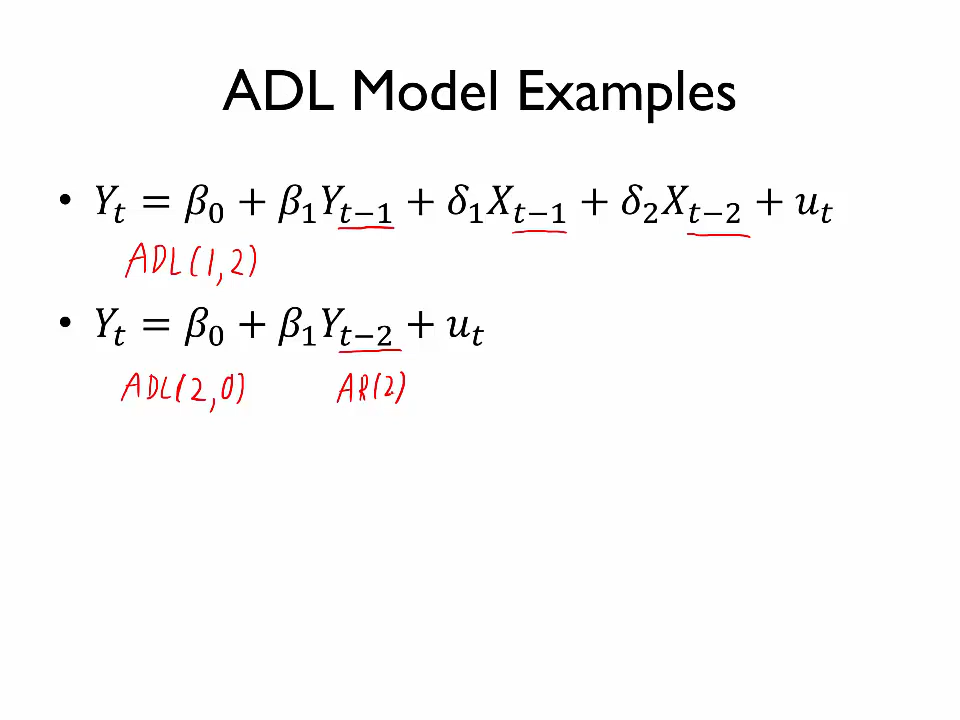 ADL Model Examples
• Yₜ = β₀ + β₁Yₜ₋₁ + δ₁Xₜ₋₁ + δ₂Xₜ₋₂ + uₜ
ADL(1,2)
• Yₜ = β₀ + β₁Yₜ₋₂ + uₜ
ADL(2,0) AR(2)